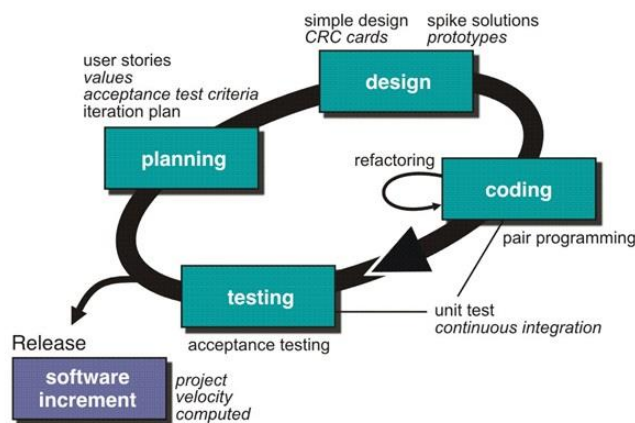 simple design
CRC cards
spike solutions
prototypes
user stories
values
acceptance test criteria
iteration plan
design
planning
refactoring
coding
pair programming
testing
unit test
continuous integration
acceptance testing
Release
software
increment
project
velocity
computed